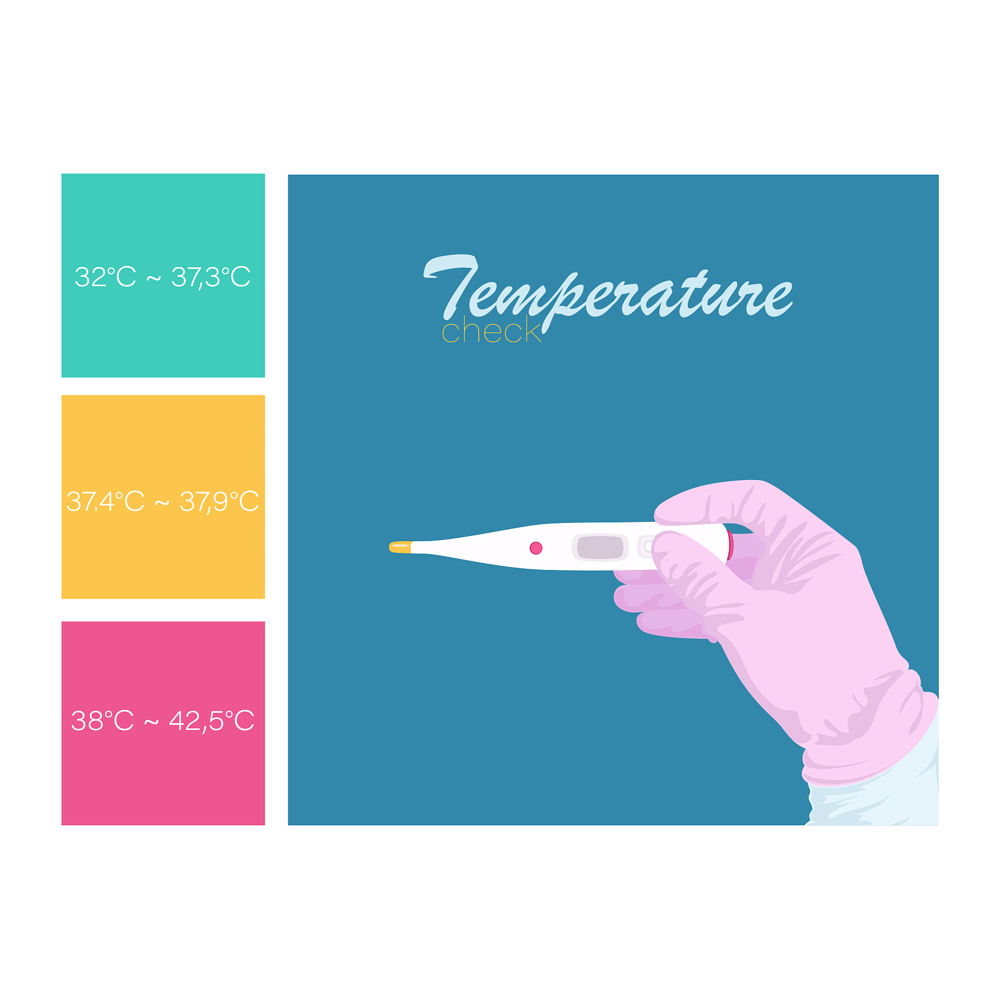 32°C ~ 37,3°C
37.4°C ~ 37,9°C
38°C ~ 42,5°C
Temperature
check